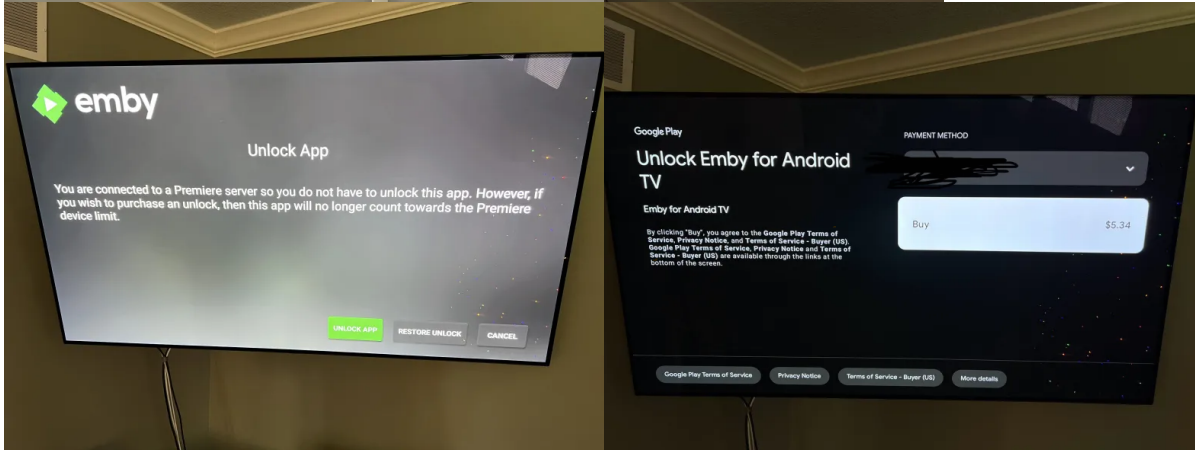 emby
Unlock App
You are connected to a Premiere server so you do not have to unlock this app. However, if
you wish to purchase an unlock, then this app will no longer count towards the Premiere
device limit.
UNLOCK APP
RESTORE UNLOCK
CANCEL
Google Play
Unlock Emby for Android
TV
Emby for Android TV
By clicking "Buy", you agree to the Google Play Terms of
Service, Privacy Notice, and Terms of Service - Buyer (US).
Google Play Terms of Service, Privacy Notice and Terms of
Service - Buyer (US) are available through the links at the
bottom of the screen.
PAYMENT METHOD
Buy $5.34
Google Play Terms of Service
Privacy Notice
Terms of Service - Buyer (US)
More details